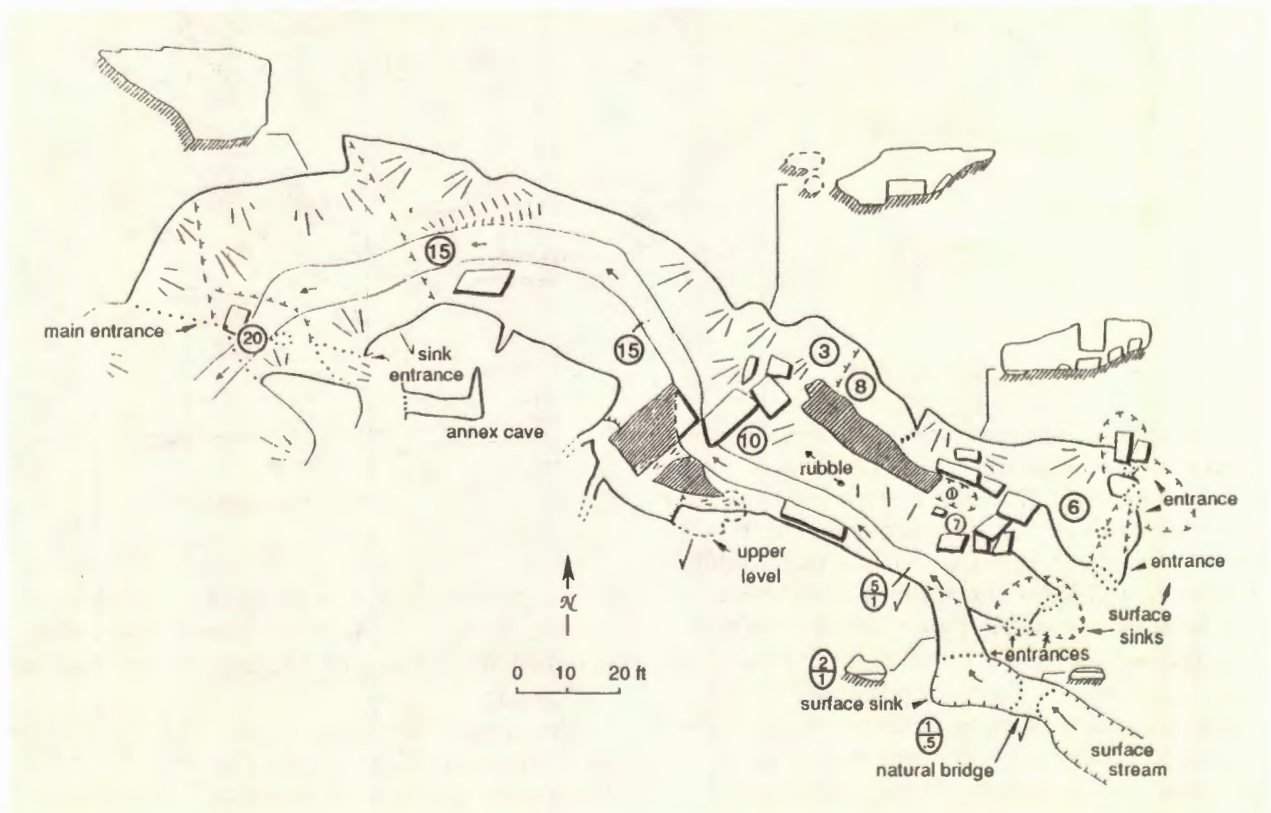 15
3
8
main entrance
20
sink
entrance
15
annex cave
10
rubble
6
entrance
7
entrance
upper
level
5
1
surface
sinks
N
entrances
2
1
0 10 20 ft
surface sink
1
.5
natural bridge
surface
stream